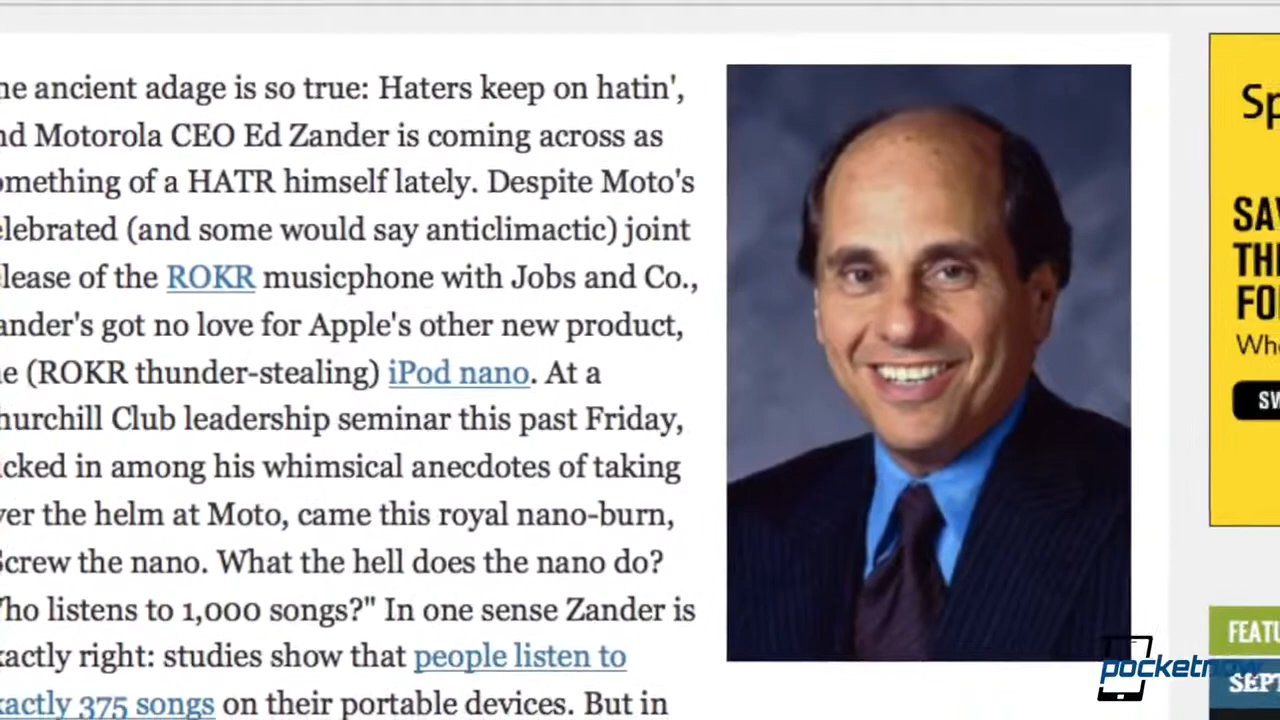 ne ancient adage is so true: Haters keep on hatin',
nd Motorola CEO Ed Zander is coming across as
omething of a HATR himself lately. Despite Moto's
elebrated (and some would say anticlimactic) joint
elease of the ROKR musicphone with Jobs and Co.,
ander's got no love for Apple's other new product,
ne (ROKR thunder-stealing) iPod nano. At a
hurchill Club leadership seminar this past Friday,
cked in among his whimsical anecdotes of taking
ver the helm at Moto, came this royal nano-burn,
Screw the nano. What the hell does the nano do?
Who listens to 1,000 songs?" In one sense Zander is
xactly right: studies show that people listen to
xactly 375 songs on their portable devices. But in
Sp
SAV
THE
FO
Who
SW
FEATU
SEPT
pocketnow